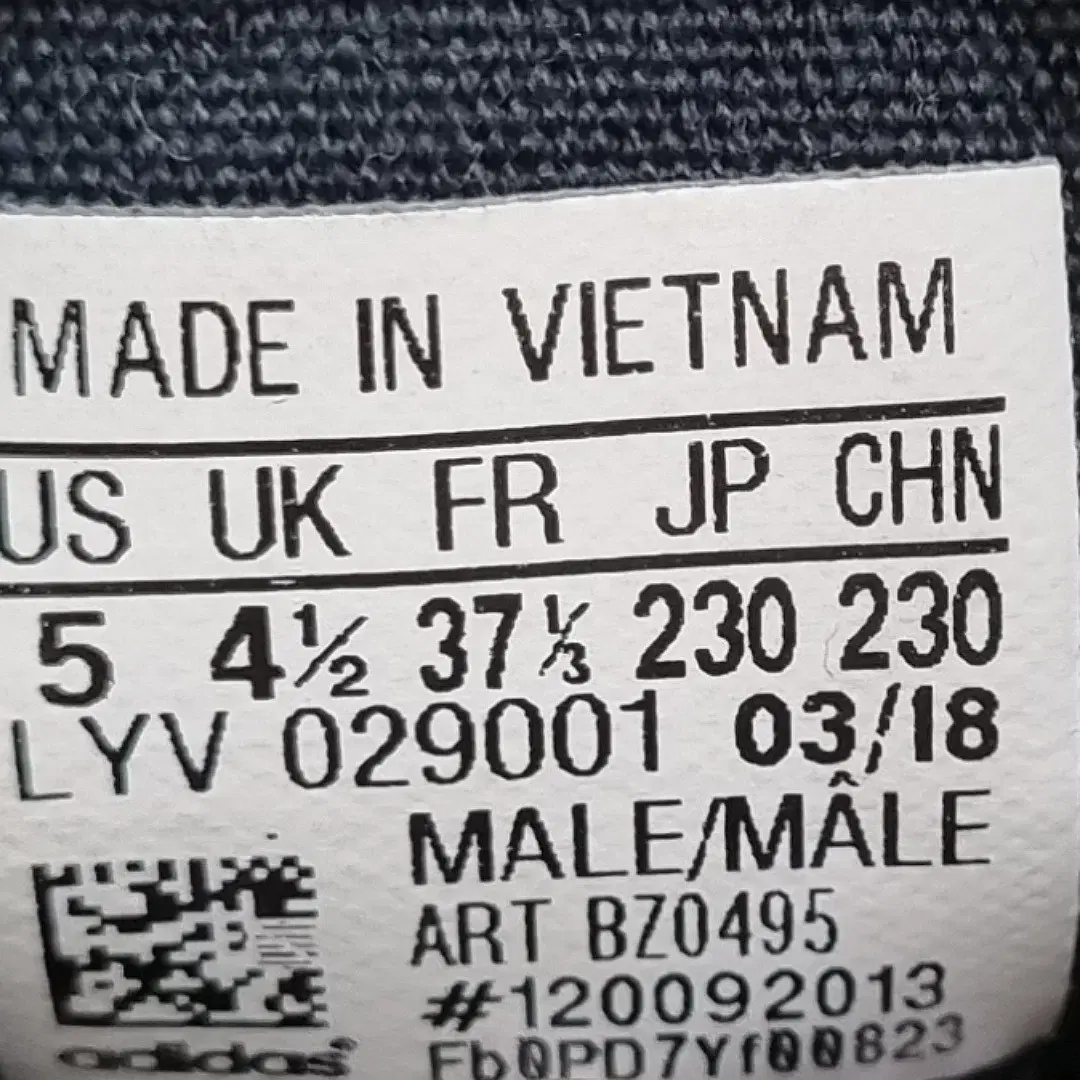 MADE IN VIETNAM
US UK FR JP CHN
5 4½ 37⅓ 230 230
LYV 029001 03/18
MALE/MÂLE
ART BZ0495
#120092013
Fb0PD7Yf00823
adidas